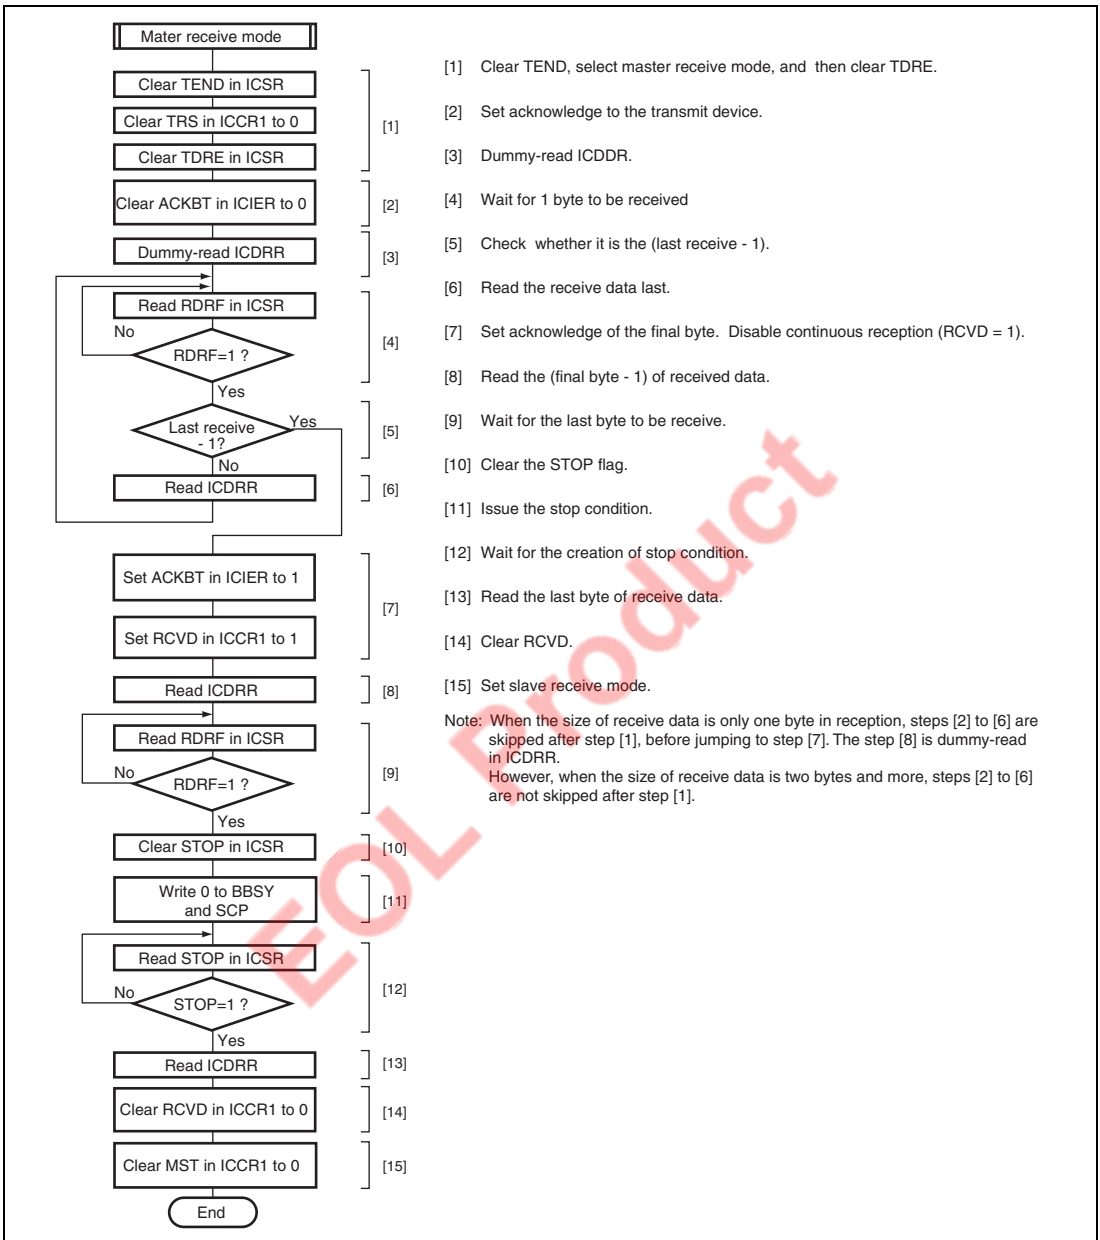 Mater receive mode
Clear TEND in ICSR
Clear TRS in ICCR1 to 0
[1]
Clear TDRE in ICSR
Clear ACKBT in ICIER to 0
[2]
Dummy-read ICDRR
[3]
Read RDRF in ICSR
No
RDRF=1 ?
[4]
Yes
Last receive
- 1?
Yes
[5]
No
Read ICDRR
[6]
Set ACKBT in ICIER to 1
[7]
Set RCVD in ICCR1 to 1
Read ICDRR
[8]
Read RDRF in ICSR
No
RDRF=1 ?
[9]
Yes
Clear STOP in ICSR
[10]
Write 0 to BBSY
and SCP
[11]
Read STOP in ICSR
No
STOP=1 ?
[12]
Yes
Read ICDRR
[13]
Clear RCVD in ICCR1 to 0
[14]
Clear MST in ICCR1 to 0
[15]
End
[1] Clear TEND, select master receive mode, and then clear TDRE.
[2] Set acknowledge to the transmit device.
[3] Dummy-read ICDDR.
[4] Wait for 1 byte to be received
[5] Check whether it is the (last receive - 1).
[6] Read the receive data last.
[7] Set acknowledge of the final byte. Disable continuous reception (RCVD = 1).
[8] Read the (final byte - 1) of received data.
[9] Wait for the last byte to be receive.
[10] Clear the STOP flag.
[11] Issue the stop condition.
[12] Wait for the creation of stop condition.
[13] Read the last byte of receive data.
[14] Clear RCVD.
[15] Set slave receive mode.
Note: When the size of receive data is only one byte in reception, steps [2] to [6] are
skipped after step [1], before jumping to step [7]. The step [8] is dummy-read
in ICDRR.
However, when the size of receive data is two bytes and more, steps [2] to [6]
are not skipped after step [1].
EOL Product